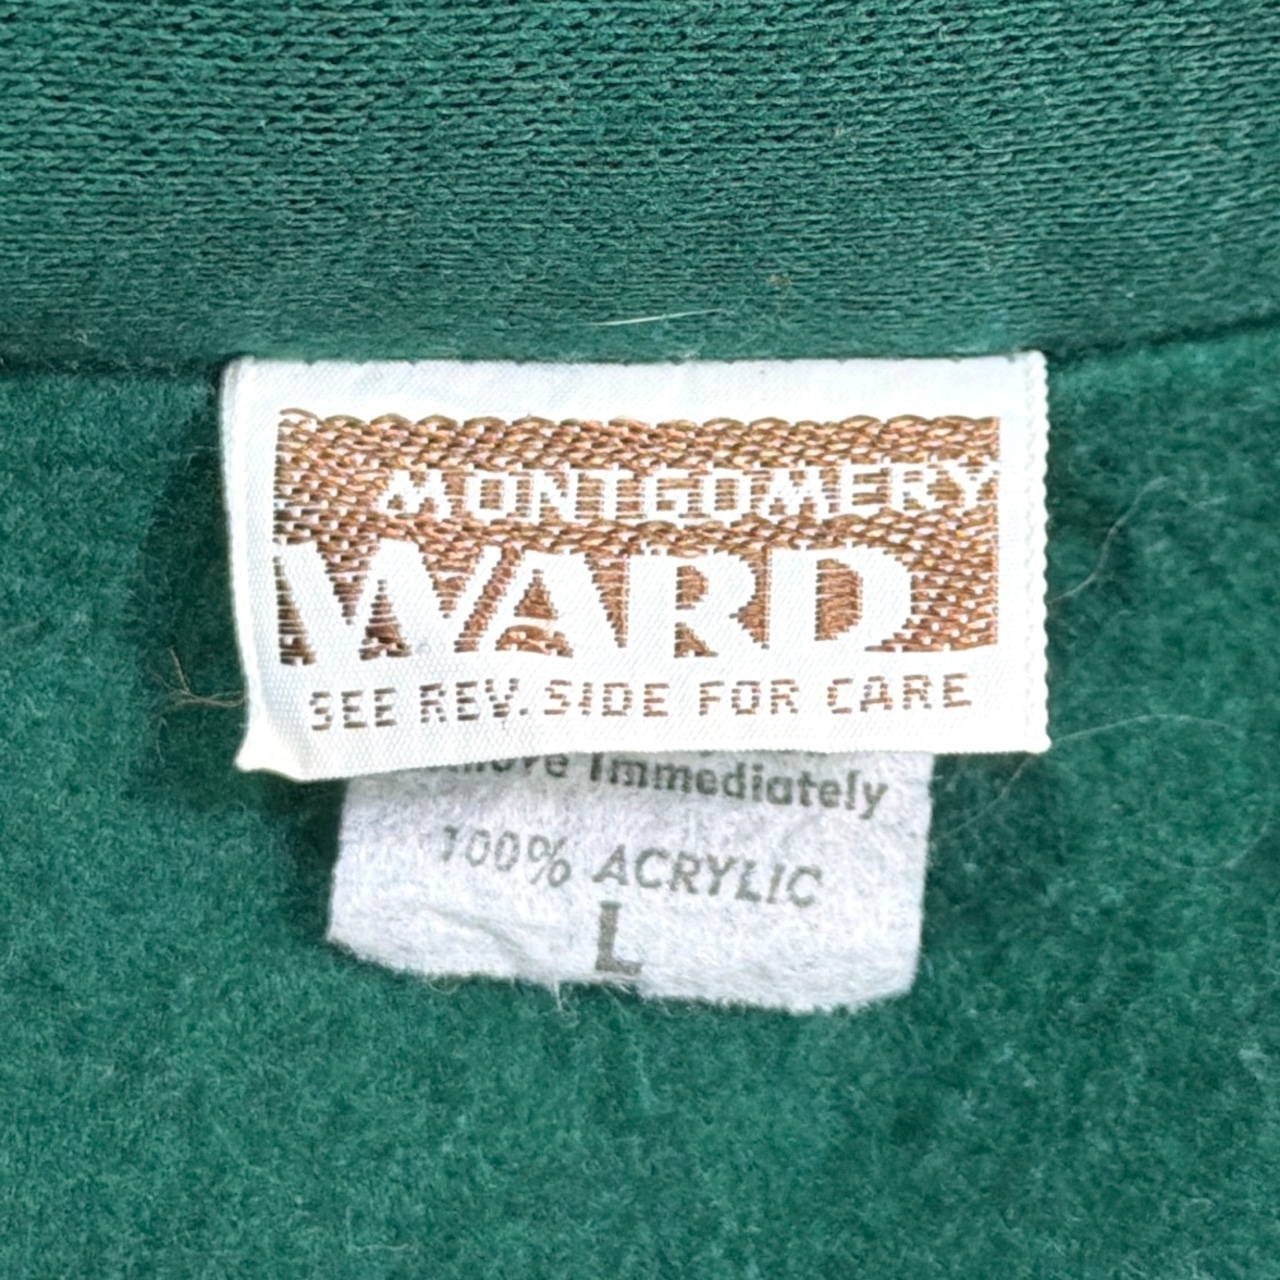 MONTGOMERY
WARD
SEE REV. SIDE FOR CARE
Immediately
100% ACRYLIC
L